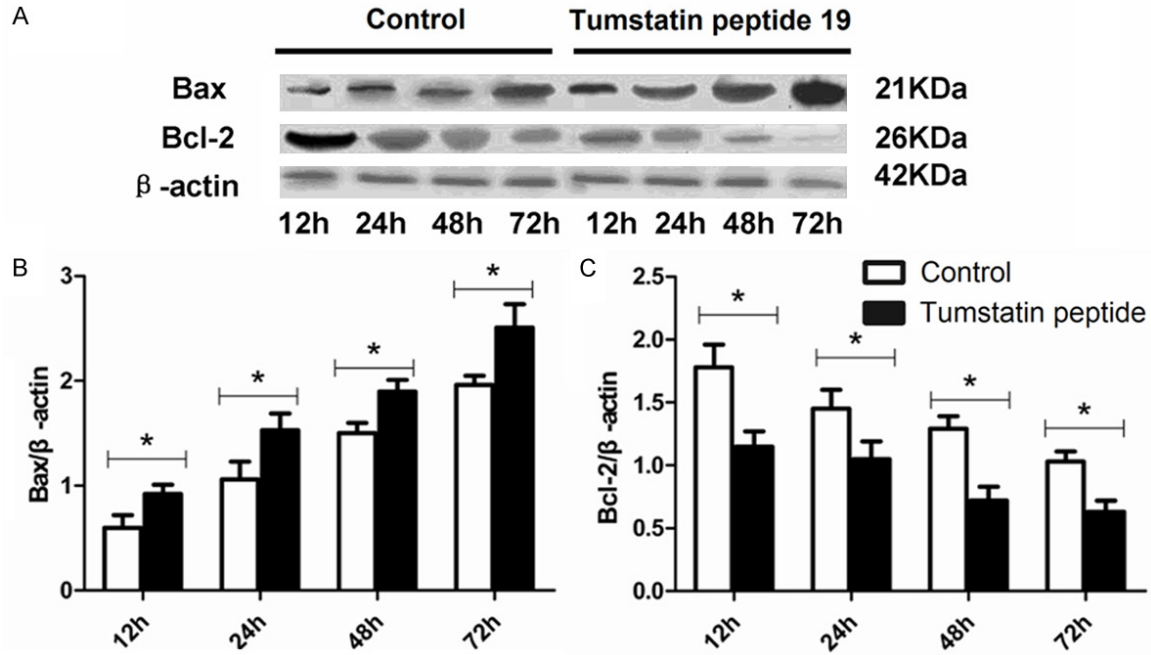 A
Control
Tumstatin peptide 19
Bax
21KDa
Bcl-2
26KDa
β-actin
42KDa
12h 24h 48h 72h 12h 24h 48h 72h
B
3
2
1
0
Bax/β-actin
*
*
*
*
12h 24h 48h 72h
C
2.5
2.0
1.5
1.0
0.5
0.0
Bcl-2/β-actin
*
*
*
*
12h 24h 48h 72h
Control
Tumstatin peptide